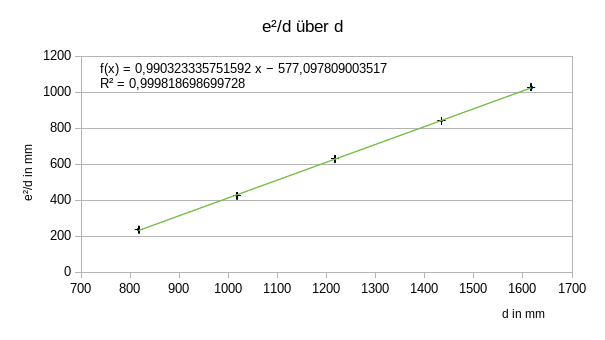 e²/d über d
f(x) = 0,990323335751592 x − 577,097809003517
R² = 0,999818698699728
1200
1000
800
600
400
200
0
e²/d in mm
700 800 900 1000 1100 1200 1300 1400 1500 1600 1700
d in mm